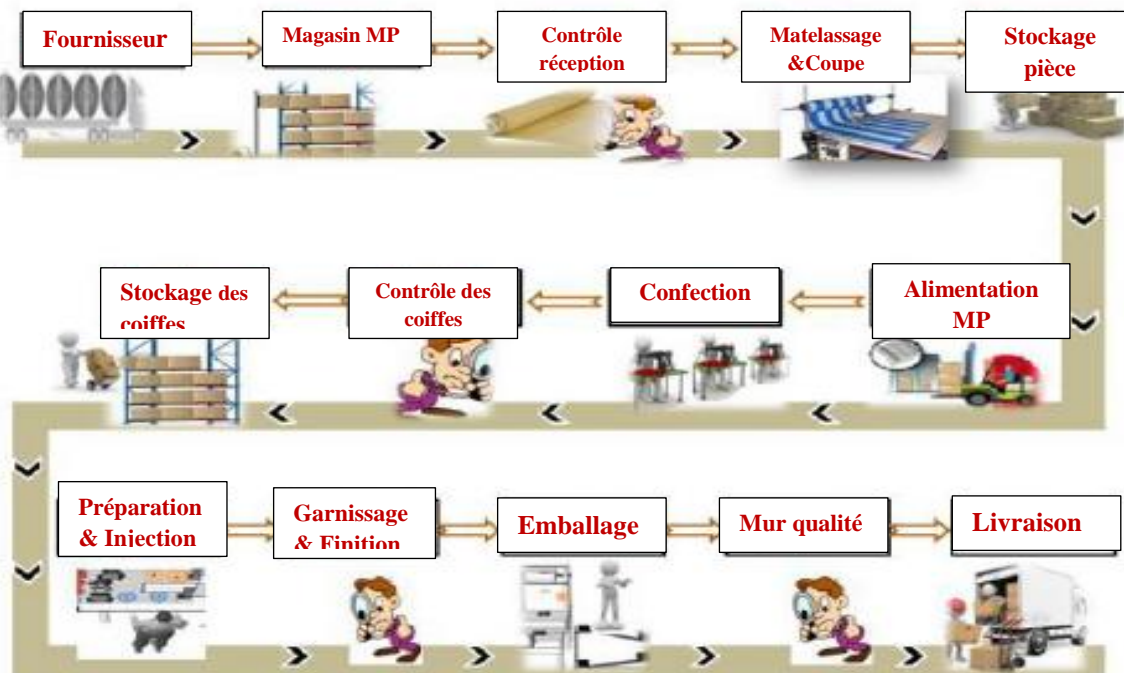 Fournisseur
Magasin MP
Contrôle
réception
Matelassage
&Coupe
Stockage
pièce
Alimentation
MP
Confection
Contrôle des
coiffes
Stockage des
coiffes
Préparation
& Injection
Garnissage
& Finition
Emballage
Mur qualité
Livraison